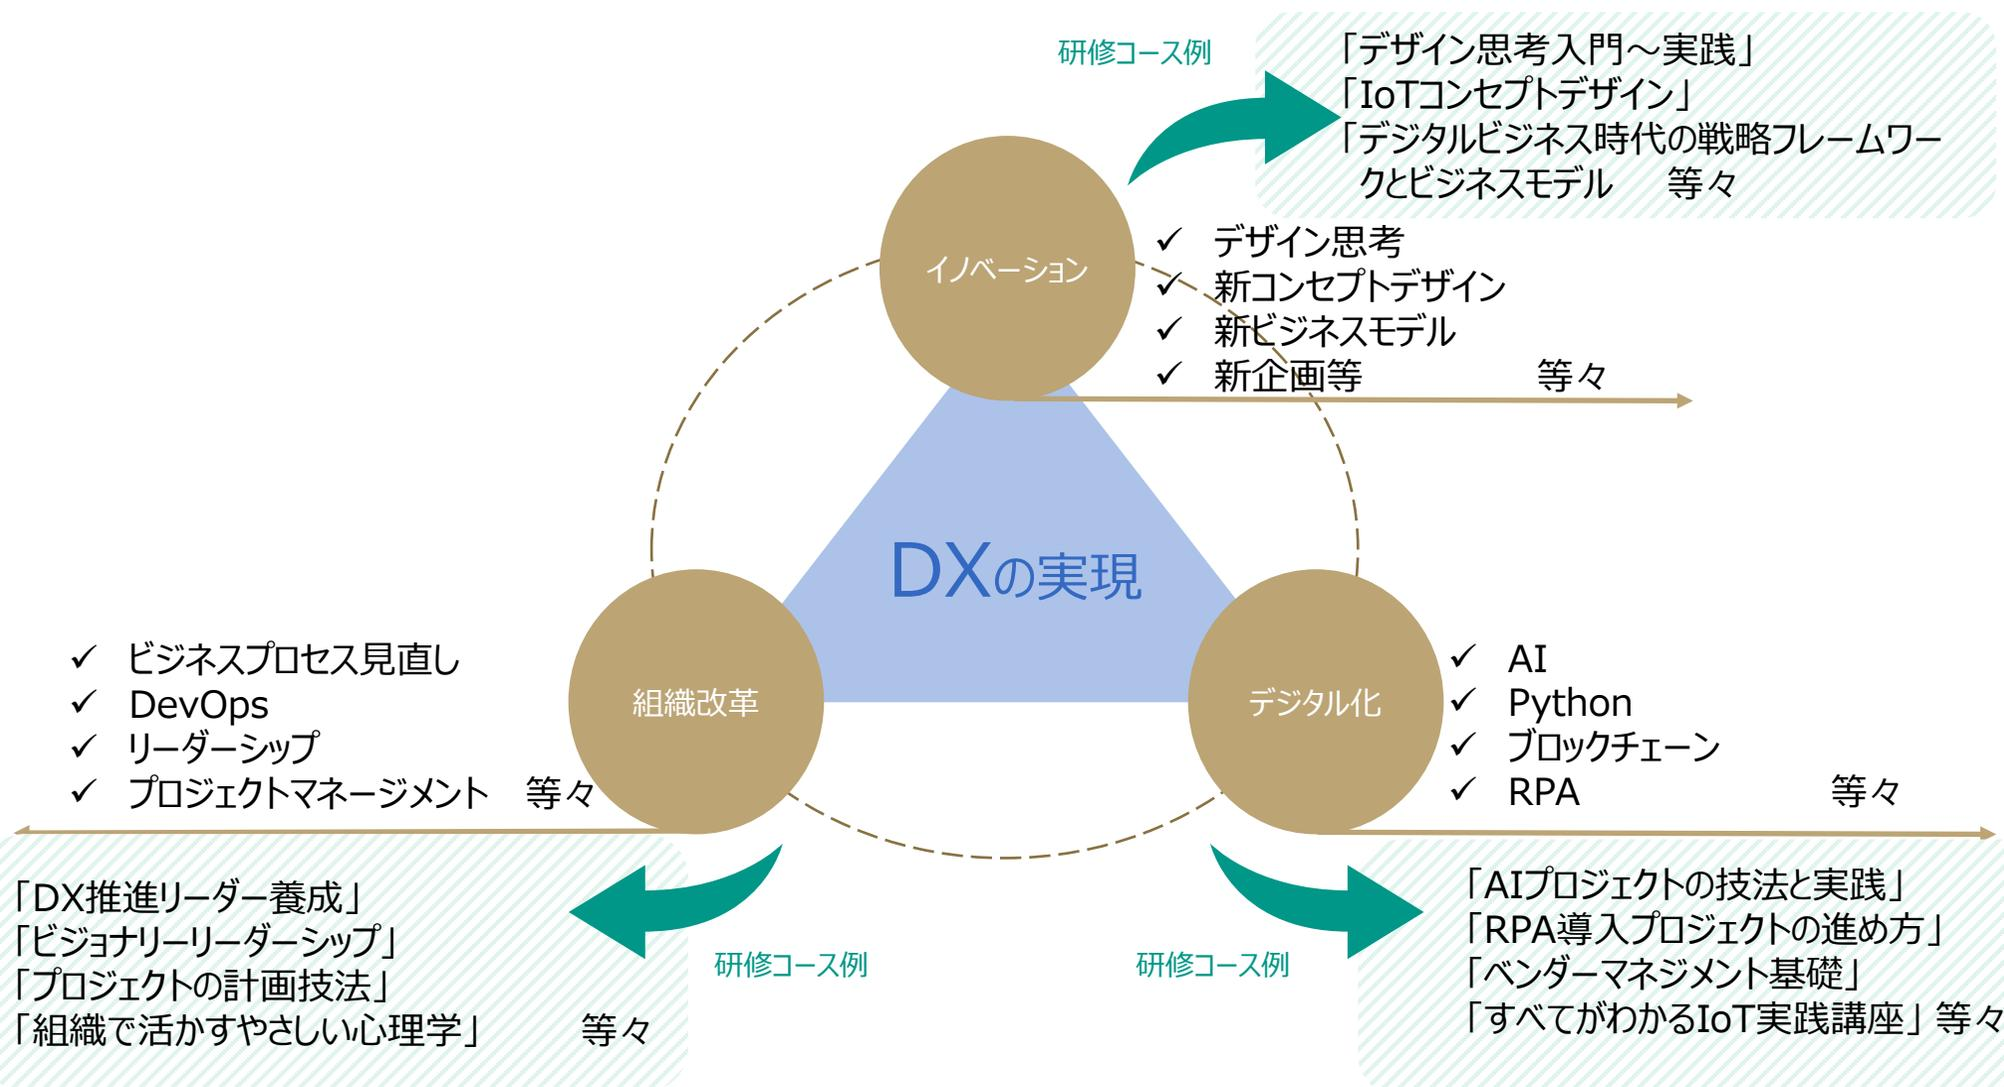 研修コース例
「デザイン思考入門～実践」
「IoTコンセプトデザイン」
「デジタルビジネス時代の戦略フレームワー
クとビジネスモデル　等々
イノベーション
✓ デザイン思考
✓ 新コンセプトデザイン
✓ 新ビジネスモデル
✓ 新企画等　等々
DXの実現
✓ ビジネスプロセス見直し
✓ DevOps
✓ リーダーシップ
✓ プロジェクトマネージメント　等々
組織改革
デジタル化
✓ AI
✓ Python
✓ ブロックチェーン
✓ RPA　等々
「DX推進リーダー養成」
「ビジョナリーリーダーシップ」
「プロジェクトの計画技法」
「組織で活かすやさしい心理学」　等々
研修コース例
研修コース例
「AIプロジェクトの技法と実践」
「RPA導入プロジェクトの進め方」
「ベンダーマネジメント基礎」
「すべてがわかるIoT実践講座」 等々